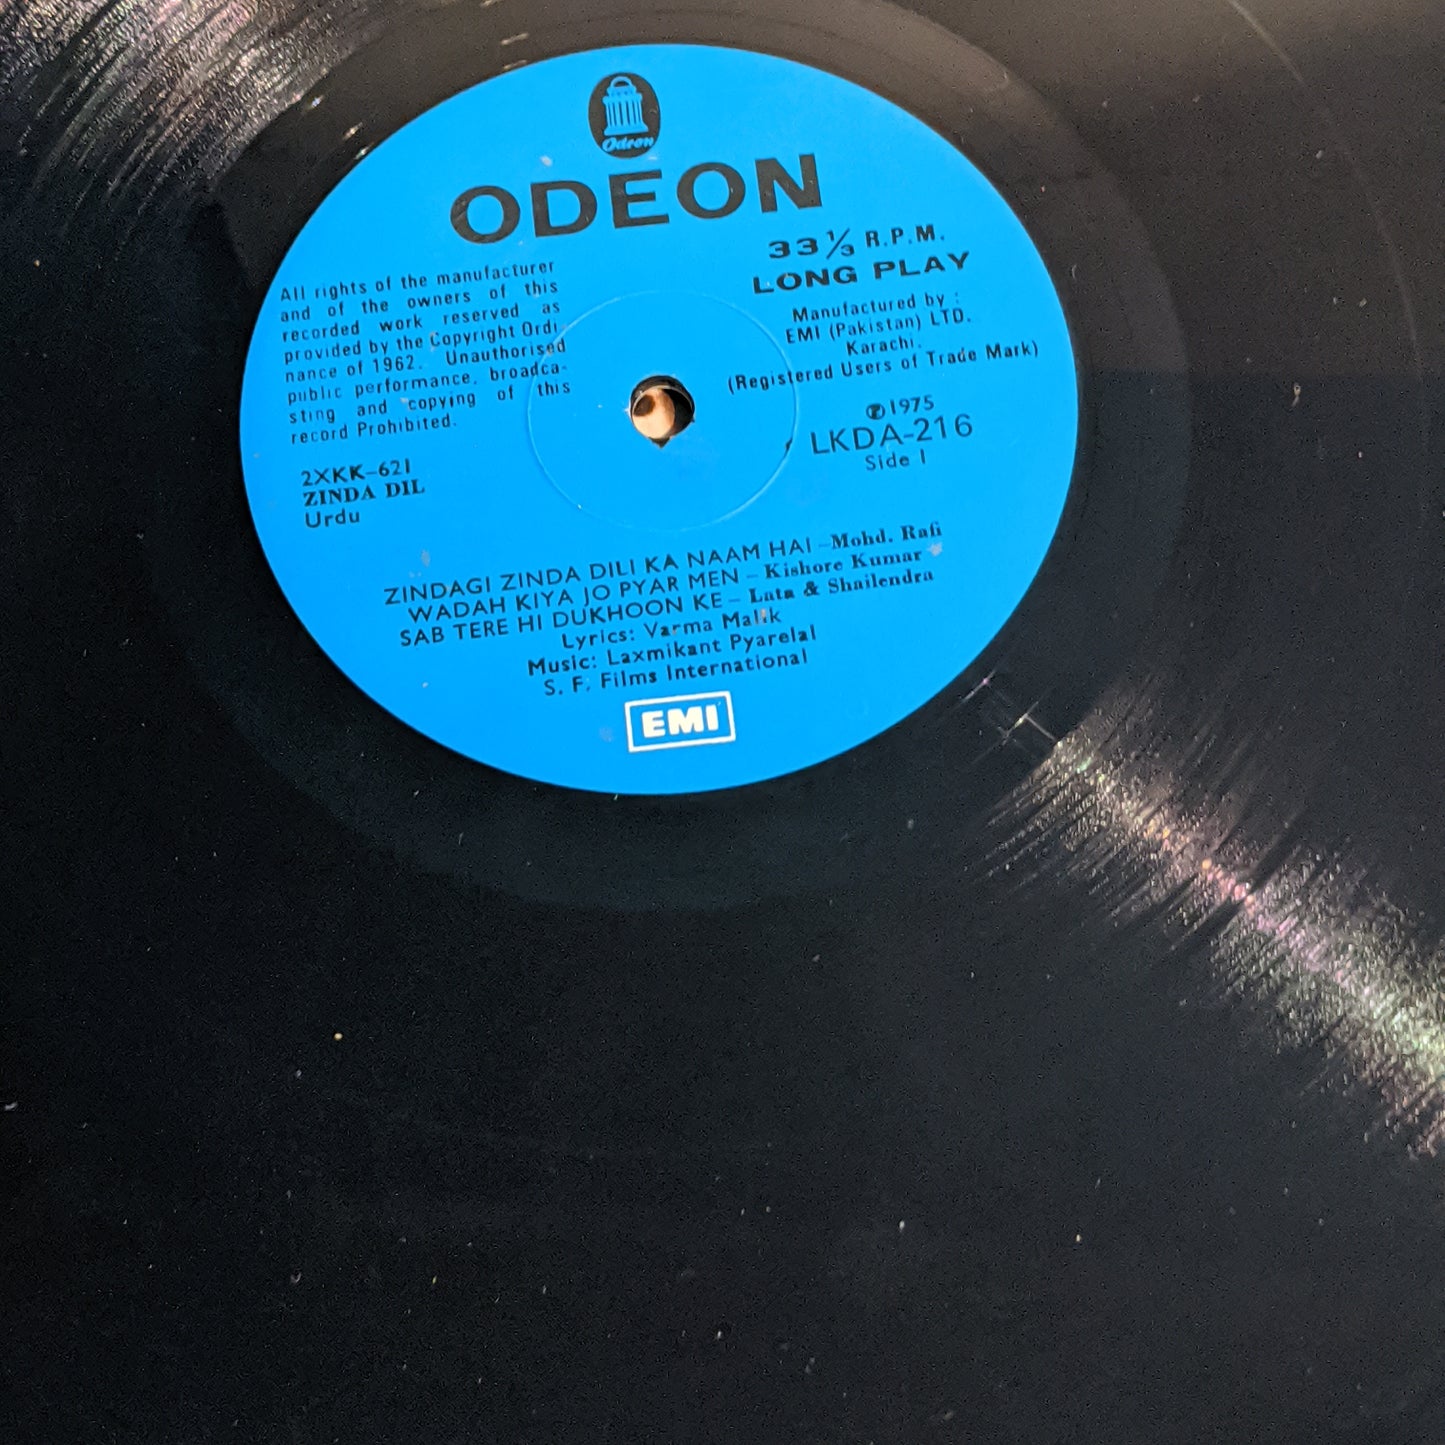 Odeon
ODEON
33⅓ R.P.M.
LONG PLAY
Manufactured by :
EMI (Pakistan) LTD.
Karachi.
(Registered Users of Trade Mark)
℗ 1975
LKDA-216
Side 1
All rights of the manufacturer
and of the owners of this
recorded work reserved as
provided by the Copyright Ordi-
nance of 1962. Unauthorised
public performance, broadca-
sting and copying of this
record Prohibited.
2XKK-621
ZINDA DIL
Urdu
ZINDAGI ZINDA DILI KA NAAM HAI –Mohd. Rafi
WADAH KIYA JO PYAR MEN – Kishore Kumar
SAB TERE HI DUKHOON KE – Lata & Shailendra
Lyrics: Varma Malik
Music: Laxmikant Pyarelal
S. F. Films International
EMI